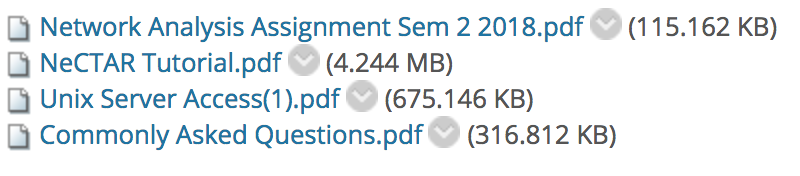 Network Analysis Assignment Sem 2 2018.pdf (115.162 KB)
NeCTAR Tutorial.pdf (4.244 MB)
Unix Server Access(1).pdf (675.146 KB)
Commonly Asked Questions.pdf (316.812 KB)